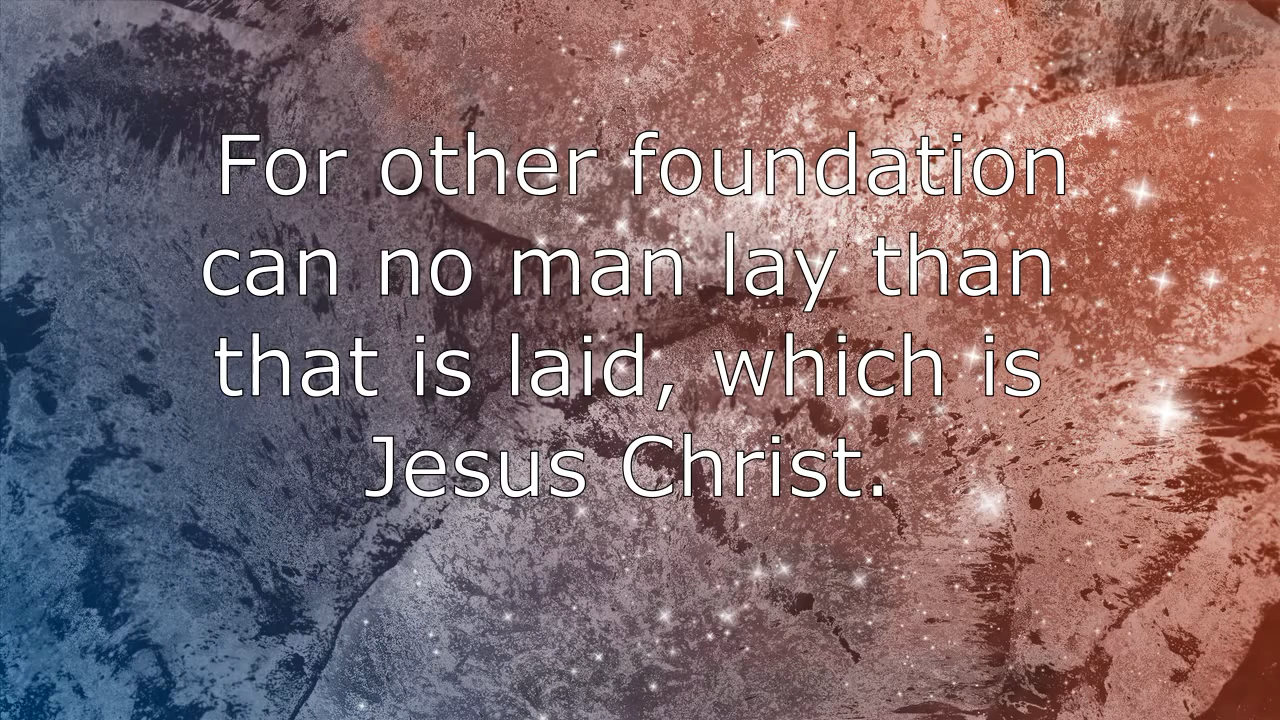 For other foundation
can no man lay than
that is laid, which is
Jesus Christ.